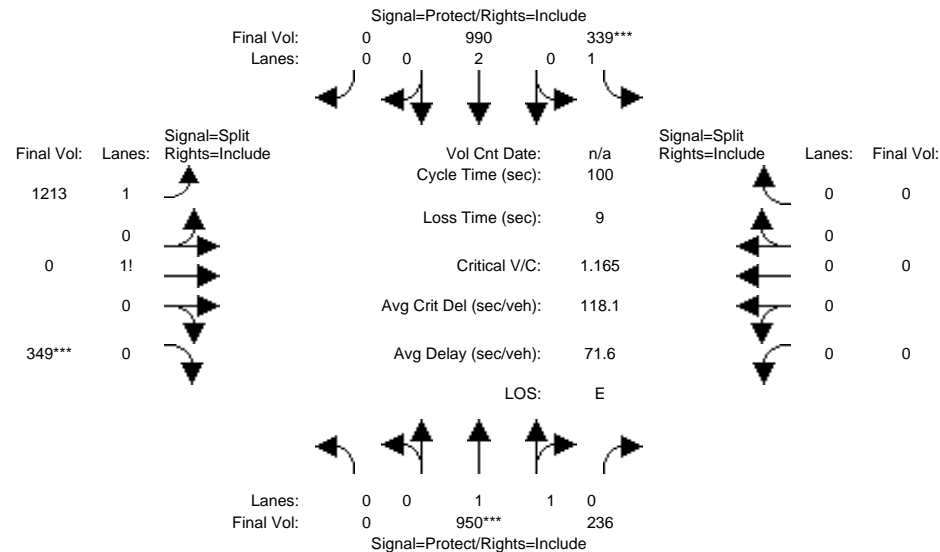 Signal=Protect/Rights=Include
Final Vol: 0 990 339***
Lanes: 0 0 2 0 1
Signal=Split
Final Vol: Lanes: Rights=Include
Vol Cnt Date: n/a
Signal=Split
Rights=Include Lanes: Final Vol:
Cycle Time (sec): 100
1213 1
0 0
Loss Time (sec): 9
0
0
0 1!
Critical V/C: 1.165
0 0
0
Avg Crit Del (sec/veh): 118.1
0
349*** 0
Avg Delay (sec/veh): 71.6
0 0
LOS: E
Lanes: 0 0 1 1 0
Final Vol: 0 950*** 236
Signal=Protect/Rights=Include